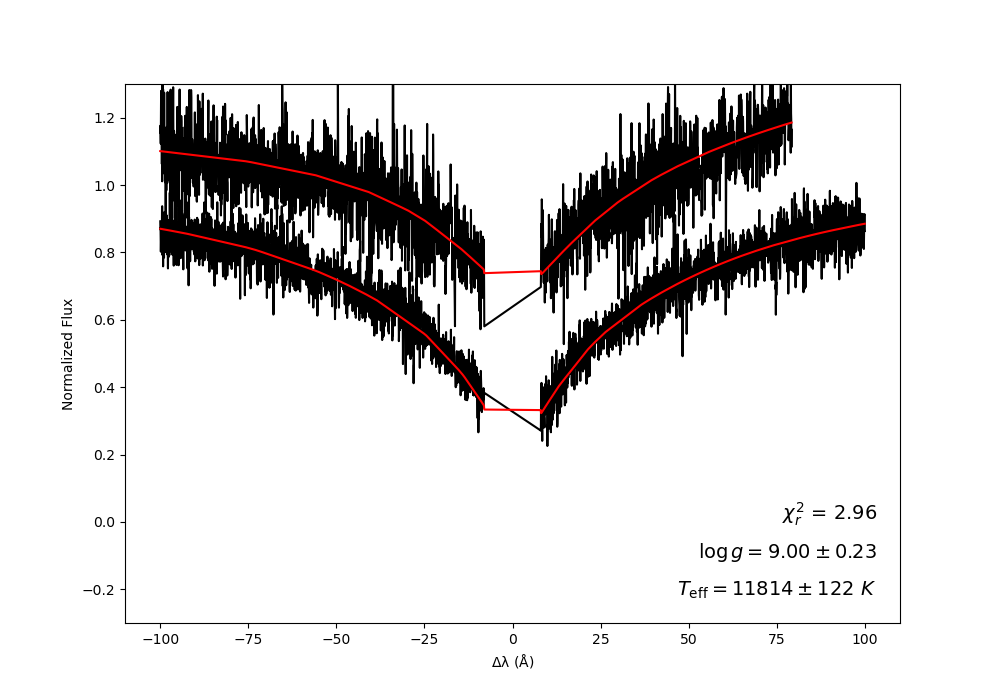 1.2
1.0
0.8
0.6
0.4
0.2
0.0
−0.2
Normalized Flux
χ²ᵣ = 2.96
log g = 9.00 ± 0.23
T_eff = 11814 ± 122 K
−100 −75 −50 −25 0 25 50 75 100
Δλ (Å)